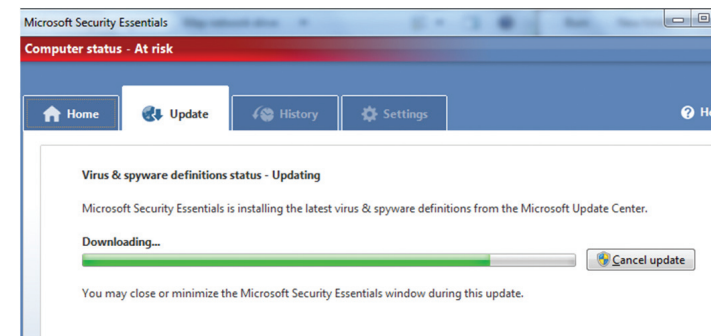 Microsoft Security Essentials
Computer status - At risk
Home Update History Settings
Virus & spyware definitions status - Updating
Microsoft Security Essentials is installing the latest virus & spyware definitions from the Microsoft Update Center.
Downloading...
Cancel update
You may close or minimize the Microsoft Security Essentials window during this update.